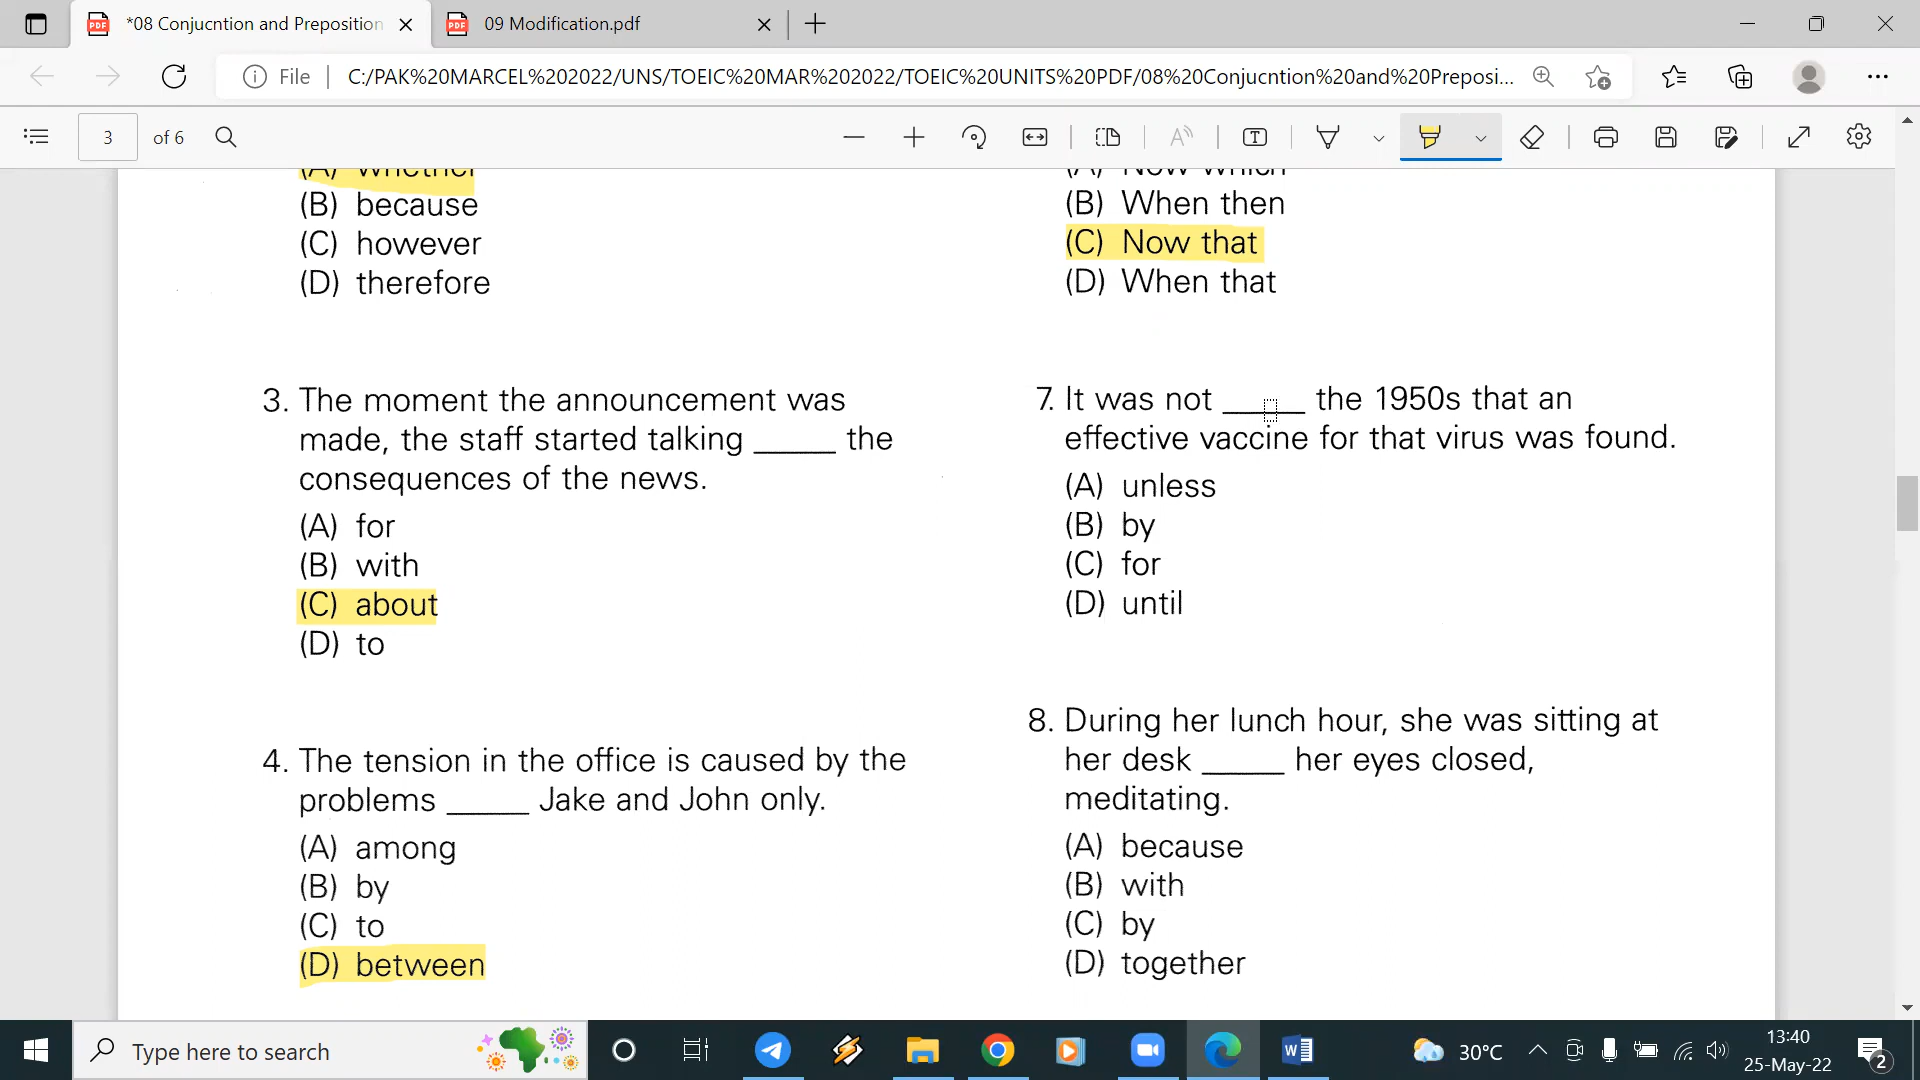 *08 Conjucntion and Preposition
09 Modification.pdf
File
C:/PAK%20MARCEL%202022/UNS/TOEIC%20MAR%202022/TOEIC%20UNITS%20PDF/08%20Conjucntion%20and%20Preposi...
3 of 6
(A) whether
(B) because
(C) however
(D) therefore
3. The moment the announcement was
made, the staff started talking _____ the
consequences of the news.
(A) for
(B) with
(C) about
(D) to
4. The tension in the office is caused by the
problems _____ Jake and John only.
(A) among
(B) by
(C) to
(D) between
(A) Now which
(B) When then
(C) Now that
(D) When that
7. It was not _____ the 1950s that an
effective vaccine for that virus was found.
(A) unless
(B) by
(C) for
(D) until
8. During her lunch hour, she was sitting at
her desk _____ her eyes closed,
meditating.
(A) because
(B) with
(C) by
(D) together
Type here to search
30°C
13:40
25-May-22
2